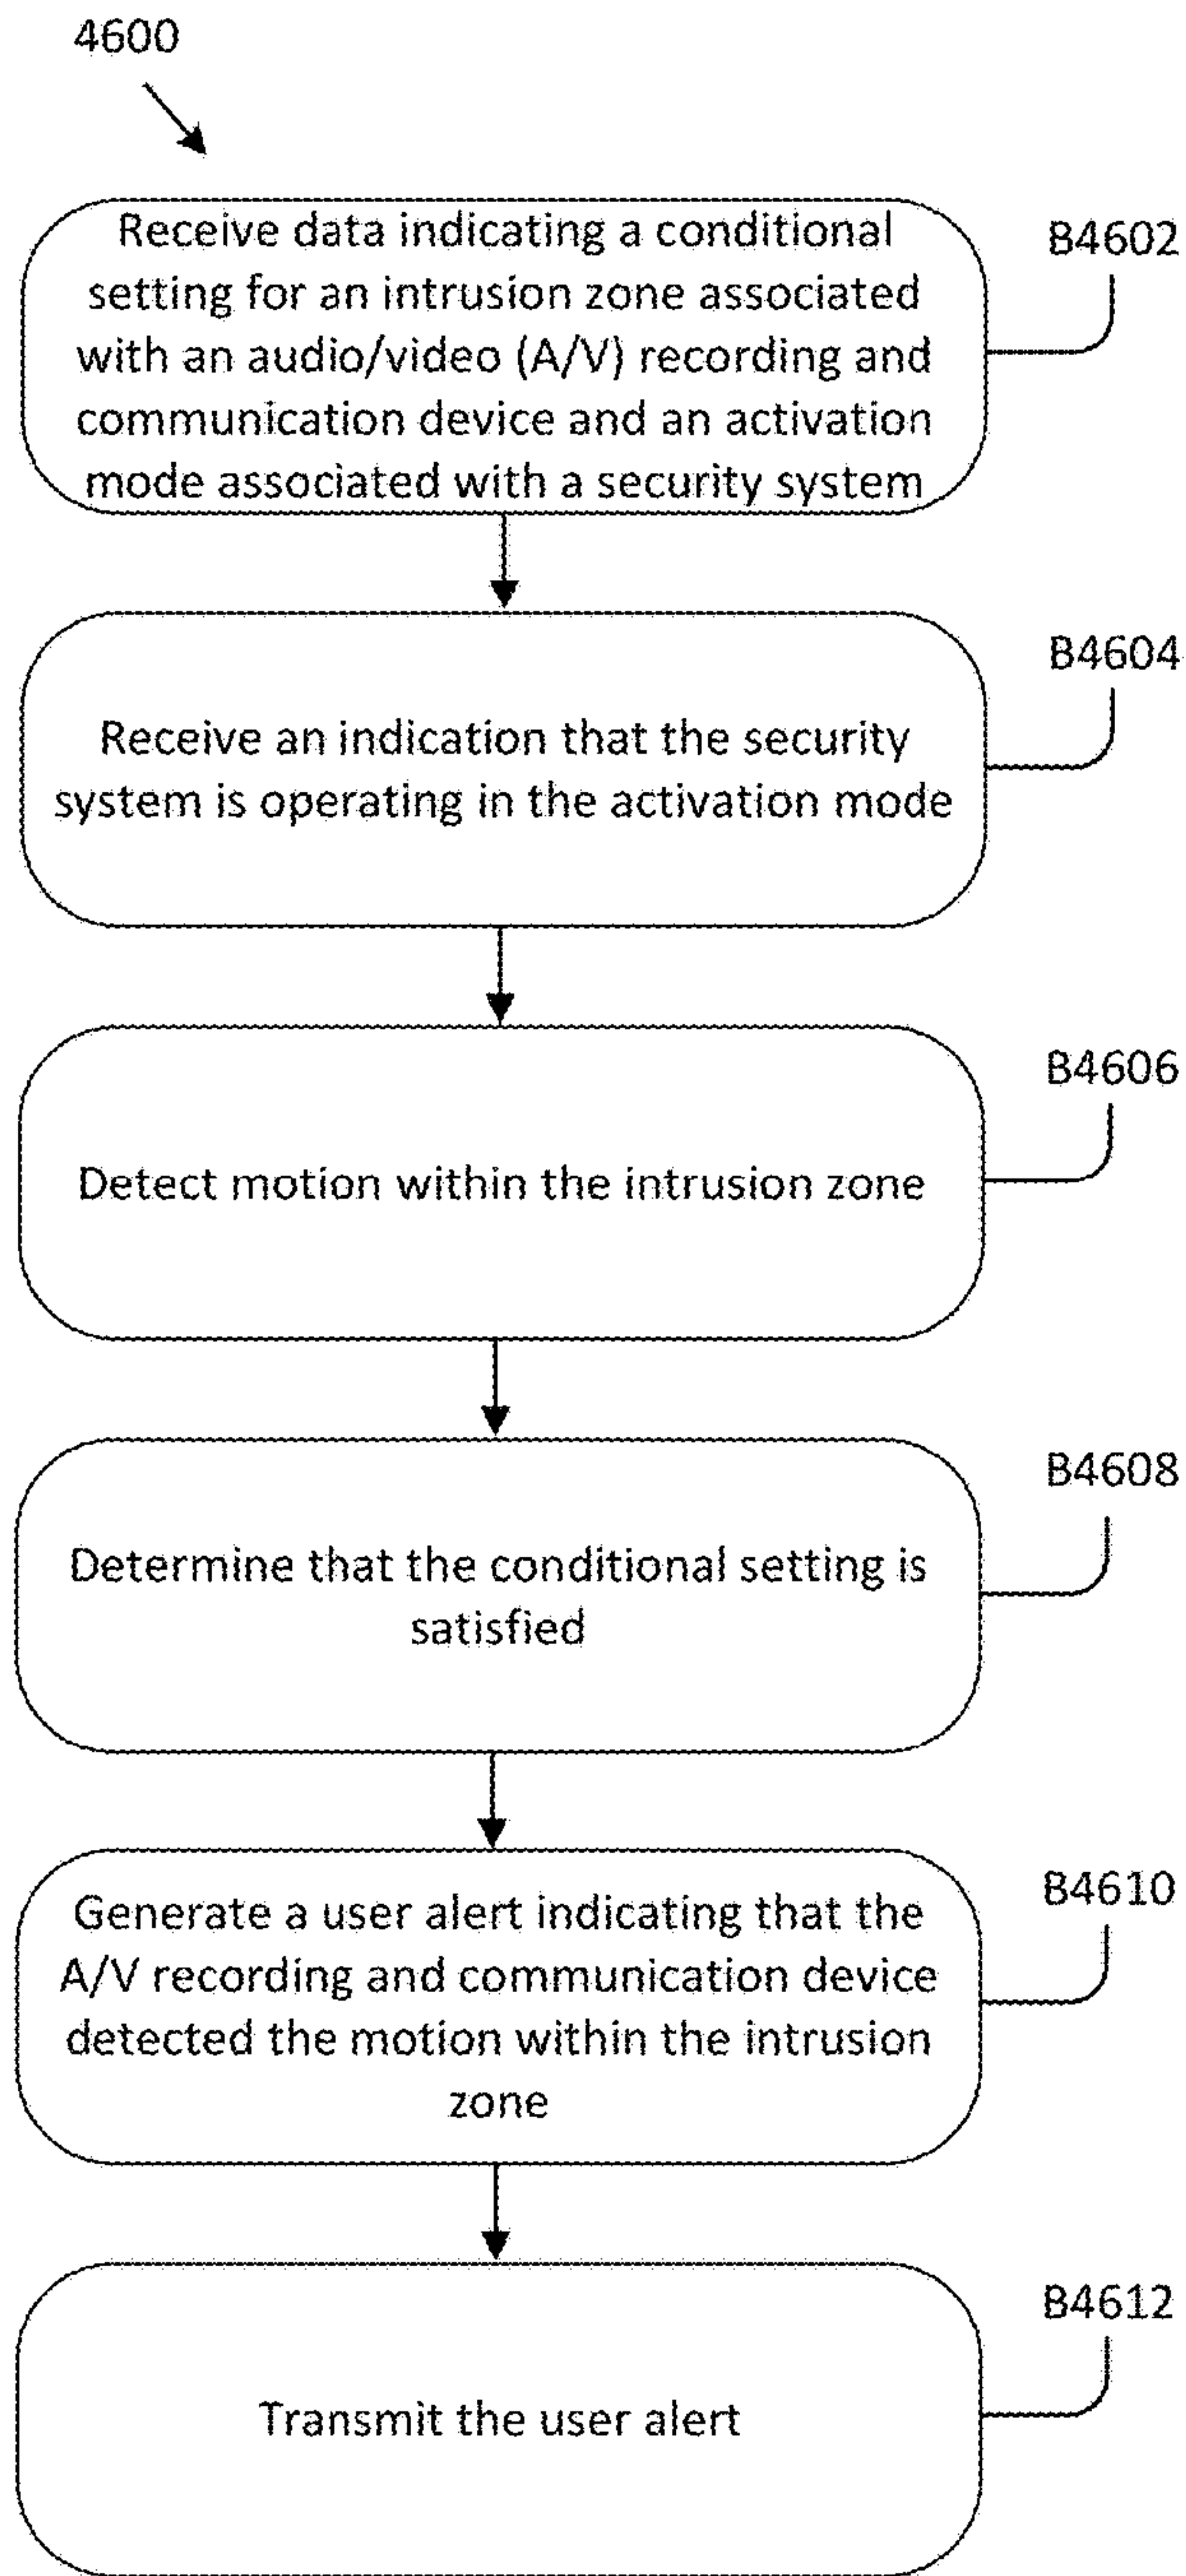 4600
Receive data indicating a conditional
setting for an intrusion zone associated
with an audio/video (A/V) recording and
communication device and an activation
mode associated with a security system
B4602
Receive an indication that the security
system is operating in the activation mode
B4604
Detect motion within the intrusion zone
B4606
Determine that the conditional setting is
satisfied
B4608
Generate a user alert indicating that the
A/V recording and communication device
detected the motion within the intrusion
zone
B4610
Transmit the user alert
B4612